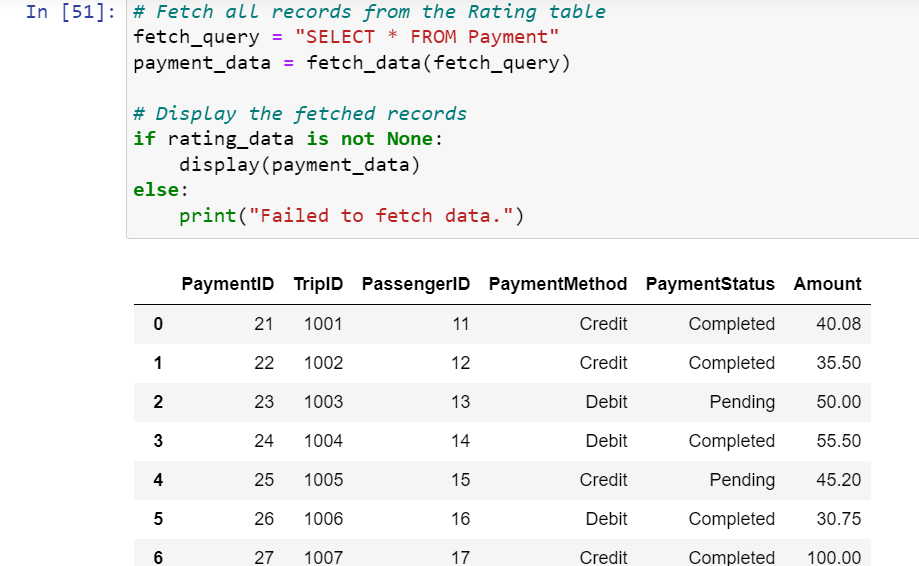 In [51]: # Fetch all records from the Rating table
fetch_query = "SELECT * FROM Payment"
payment_data = fetch_data(fetch_query)
# Display the fetched records
if rating_data is not None:
    display(payment_data)
else:
    print("Failed to fetch data.")
PaymentID TripID PassengerID PaymentMethod PaymentStatus Amount
0 21 1001 11 Credit Completed 40.08
1 22 1002 12 Credit Completed 35.50
2 23 1003 13 Debit Pending 50.00
3 24 1004 14 Debit Completed 55.50
4 25 1005 15 Credit Pending 45.20
5 26 1006 16 Debit Completed 30.75
6 27 1007 17 Credit Completed 100.00